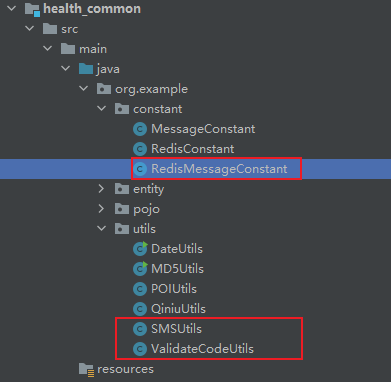 health_common
src
main
java
org.example
constant
MessageConstant
RedisConstant
RedisMessageConstant
entity
pojo
utils
DateUtils
MD5Utils
POIUtils
QiniuUtils
SMSUtils
ValidateCodeUtils
resources